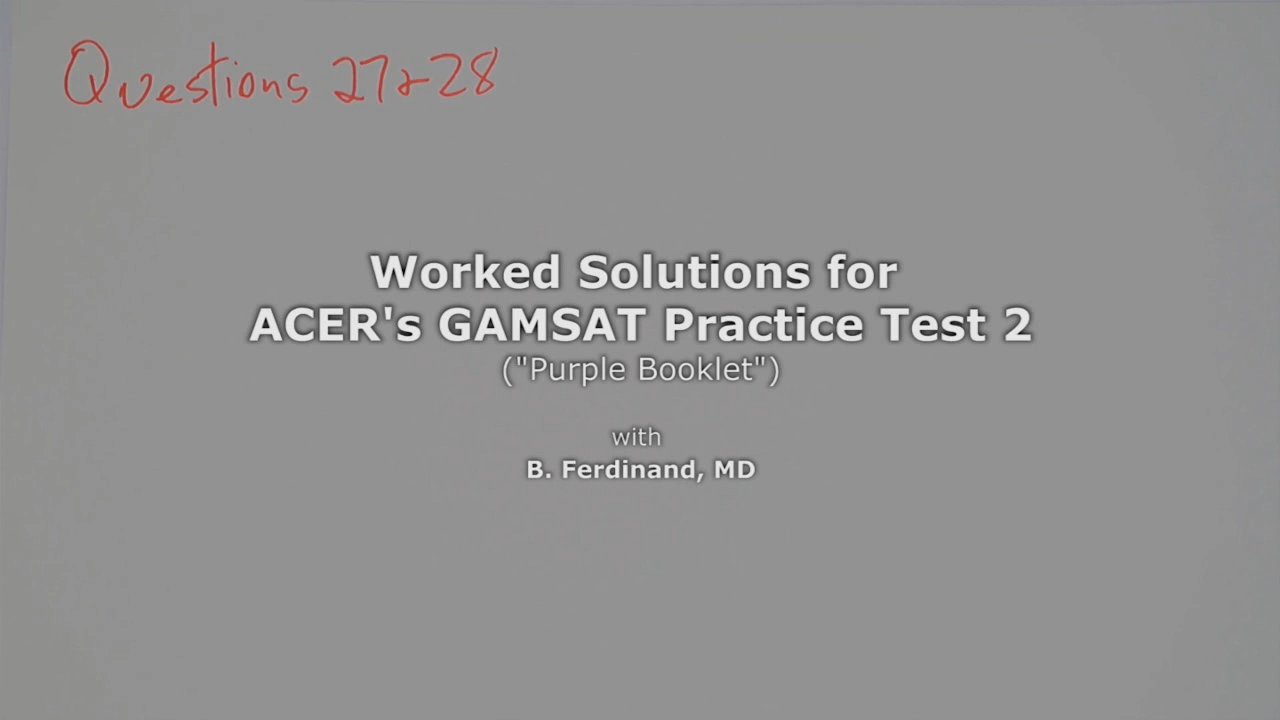 Questions 27+28
Worked Solutions for
ACER's GAMSAT Practice Test 2
("Purple Booklet")
with
B. Ferdinand, MD